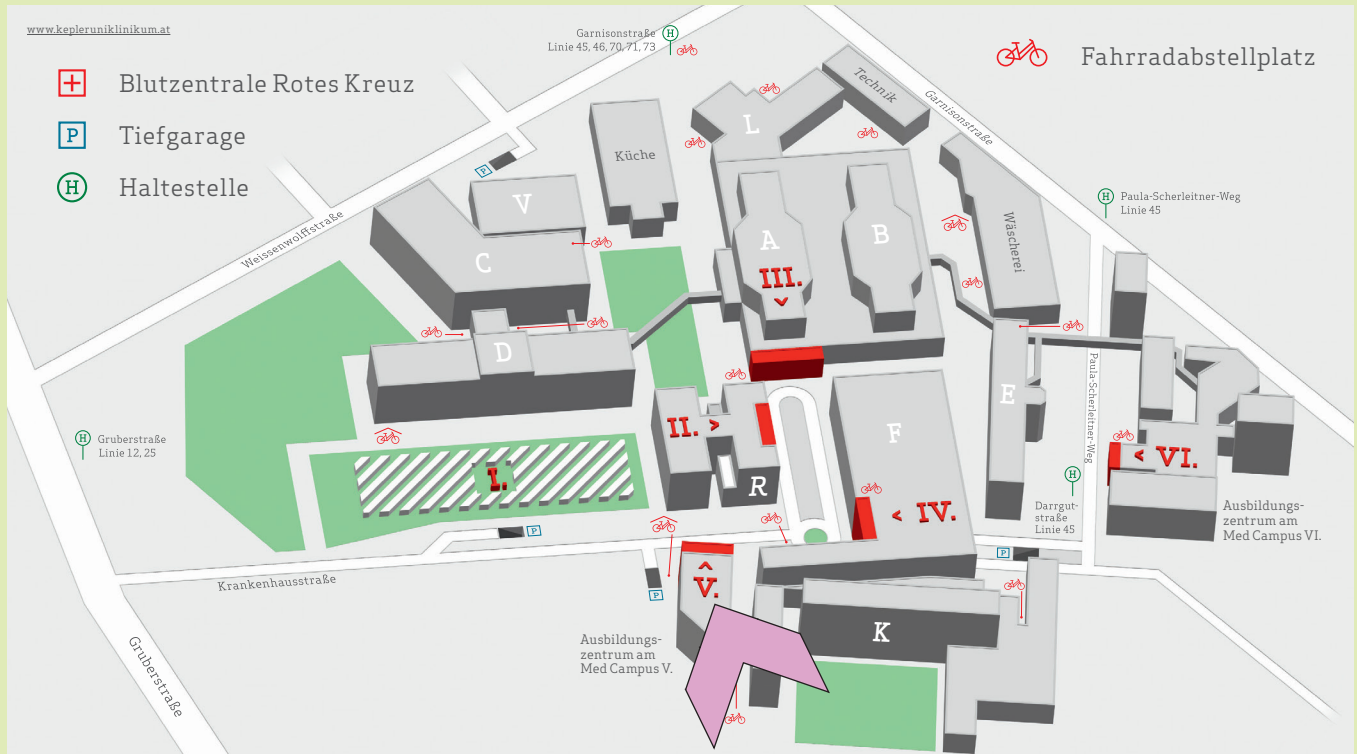 www.kepleruniklinikum.at
Blutzentrale Rotes Kreuz
P
Tiefgarage
H
Haltestelle
Garnisonstraße
Linie 45, 46, 70, 71, 73
H
Fahrradabstellplatz
Technik
Garnisonstraße
L
Küche
P
V
Weissenwolffstraße
C
A
B
III.
Wäscherei
H
Paula-Scherleitner-Weg
Linie 45
D
E
Paula-Scherleitner-Weg
H
Gruberstraße
Linie 12, 25
II. >
F
R
I.
< IV.
< VI.
H
Darrgut-
straße
Linie 45
Ausbildungs-
zentrum am
Med Campus VI.
P
P
Krankenhausstraße
P
V.
K
Ausbildungs-
zentrum am
Med Campus V.
Gruberstraße